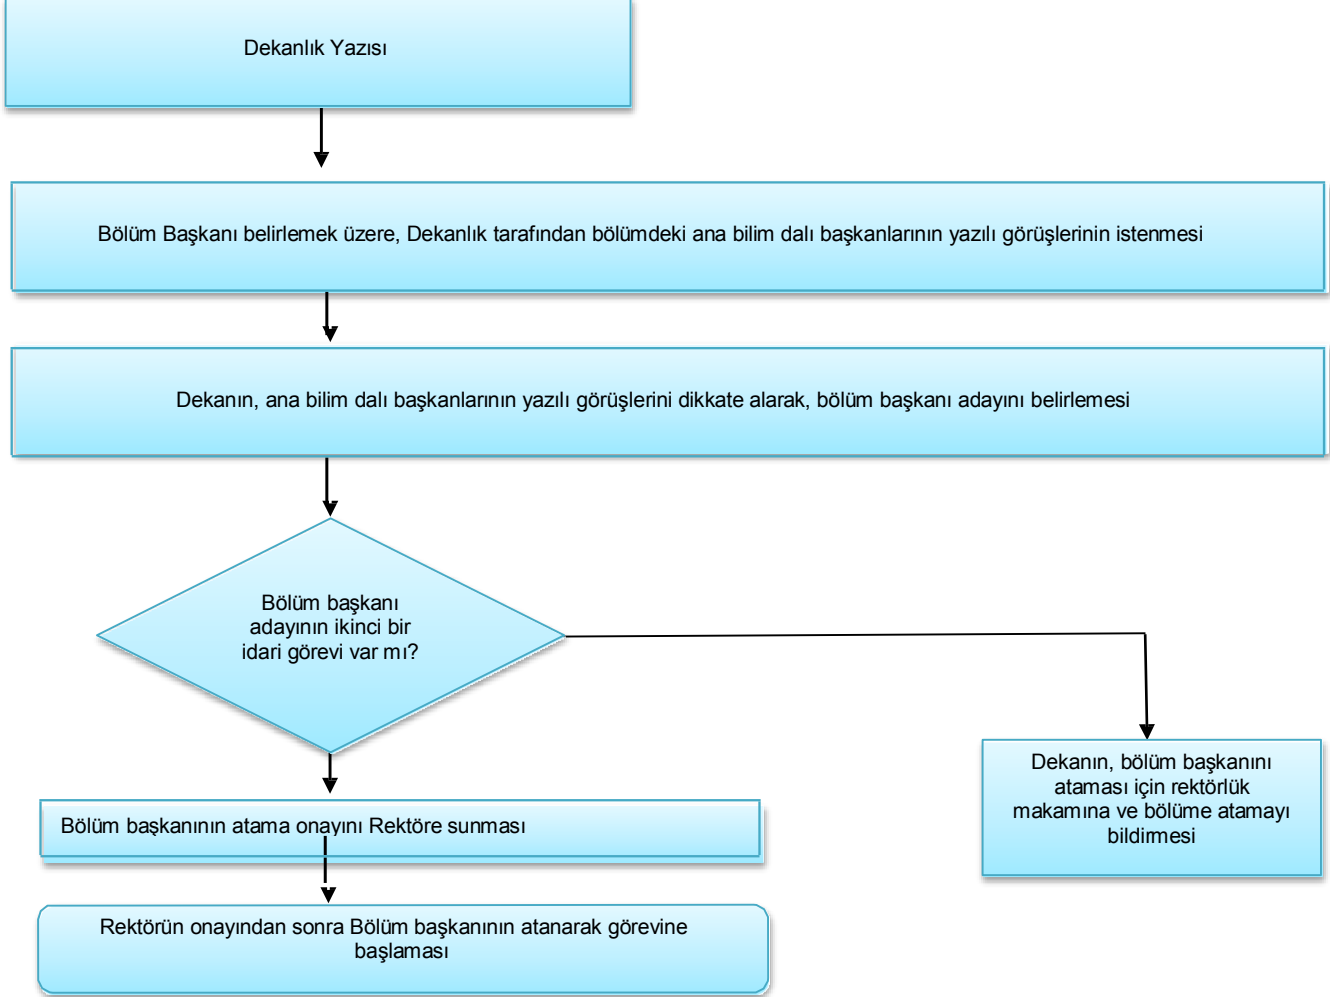 Dekanlık Yazısı
Bölüm Başkanı belirlemek üzere, Dekanlık tarafından bölümdeki ana bilim dalı başkanlarının yazılı görüşlerinin istenmesi
Dekanın, ana bilim dalı başkanlarının yazılı görüşlerini dikkate alarak, bölüm başkanı adayını belirlemesi
Bölüm başkanı
adayının ikinci bir
idari görevi var mı?
Dekanın, bölüm başkanını
ataması için rektörlük
makamına ve bölüme atamayı
bildirmesi
Bölüm başkanının atama onayını Rektöre sunması
Rektörün onayından sonra Bölüm başkanının atanarak görevine
başlaması